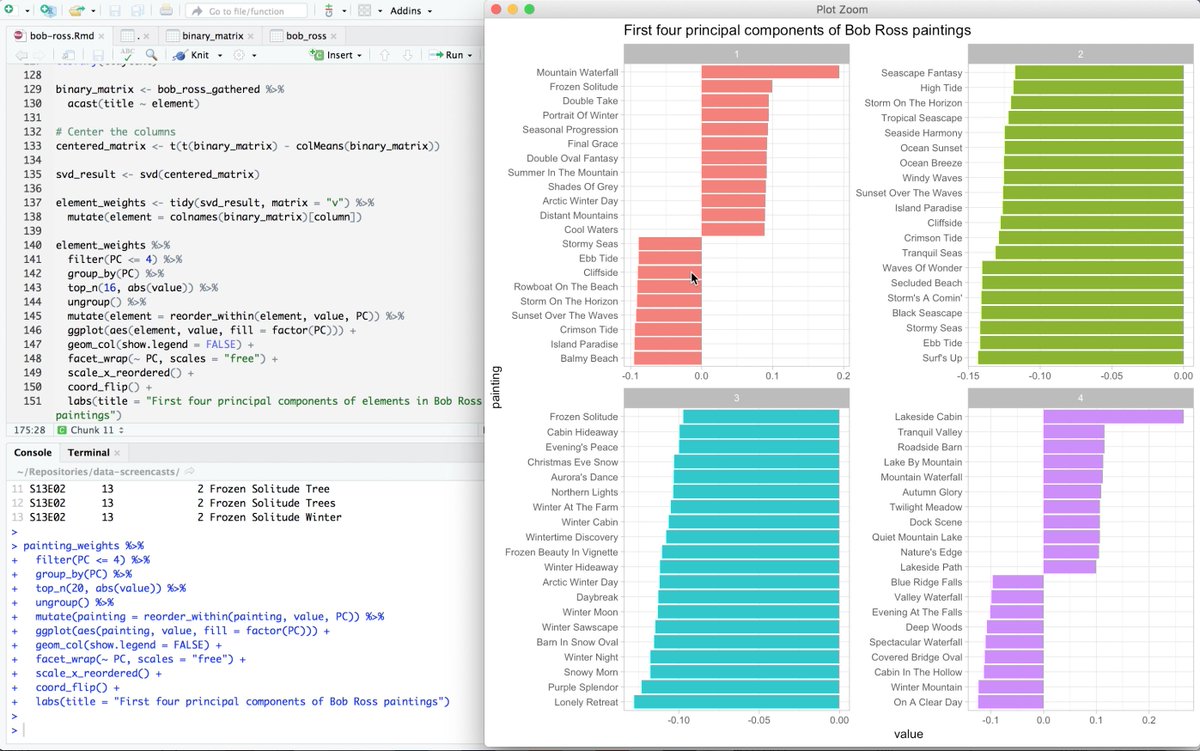 Go to file/function
Addins
bob-ross.Rmd
binary_matrix
bob_ross
ABC
Knit
Insert
Run
128
129 binary_matrix <- bob_ross_gathered %>%
130 acast(title ~ element)
131
132 # Center the columns
133 centered_matrix <- t(t(binary_matrix) - colMeans(binary_matrix))
134
135 svd_result <- svd(centered_matrix)
136
137 element_weights <- tidy(svd_result, matrix = "v") %>%
138 mutate(element = colnames(binary_matrix)[column])
139
140 element_weights %>%
141 filter(PC <= 4) %>%
142 group_by(PC) %>%
143 top_n(16, abs(value)) %>%
144 ungroup() %>%
145 mutate(element = reorder_within(element, value, PC)) %>%
146 ggplot(aes(element, value, fill = factor(PC))) +
147 geom_col(show.legend = FALSE) +
148 facet_wrap(~ PC, scales = "free") +
149 scale_x_reordered() +
150 coord_flip() +
151 labs(title = "First four principal components of elements in Bob Ross
paintings")
175:28 Chunk 11
Console Terminal
~/Repositories/data-screencasts/
11 S13E02 13 2 Frozen Solitude Tree
12 S13E02 13 2 Frozen Solitude Trees
13 S13E02 13 2 Frozen Solitude Winter
>
> painting_weights %>%
+ filter(PC <= 4) %>%
+ group_by(PC) %>%
+ top_n(20, abs(value)) %>%
+ ungroup() %>%
+ mutate(painting = reorder_within(painting, value, PC)) %>%
+ ggplot(aes(painting, value, fill = factor(PC))) +
+ geom_col(show.legend = FALSE) +
+ facet_wrap(~ PC, scales = "free") +
+ scale_x_reordered() +
+ coord_flip() +
+ labs(title = "First four principal components of Bob Ross paintings")
>
>
Plot Zoom
First four principal components of Bob Ross paintings
painting
1
Mountain Waterfall
Frozen Solitude
Double Take
Portrait Of Winter
Seasonal Progression
Final Grace
Double Oval Fantasy
Summer In The Mountain
Shades Of Grey
Arctic Winter Day
Distant Mountains
Cool Waters
Stormy Seas
Ebb Tide
Cliffside
Rowboat On The Beach
Storm On The Horizon
Sunset Over The Waves
Crimson Tide
Island Paradise
Balmy Beach
-0.1 0.0 0.1 0.2
2
Seascape Fantasy
High Tide
Storm On The Horizon
Tropical Seascape
Seaside Harmony
Ocean Sunset
Ocean Breeze
Windy Waves
Sunset Over The Waves
Island Paradise
Cliffside
Crimson Tide
Tranquil Seas
Waves Of Wonder
Secluded Beach
Storm's A Comin'
Black Seascape
Stormy Seas
Ebb Tide
Surf's Up
-0.15 -0.10 -0.05 0.00
3
Frozen Solitude
Cabin Hideaway
Evening's Peace
Christmas Eve Snow
Aurora's Dance
Northern Lights
Winter At The Farm
Winter Cabin
Wintertime Discovery
Frozen Beauty In Vignette
Winter Hideaway
Arctic Winter Day
Daybreak
Winter Moon
Winter Sawscape
Barn In Snow Oval
Winter Night
Snowy Morn
Purple Splendor
Lonely Retreat
-0.10 -0.05 0.00
4
Lakeside Cabin
Tranquil Valley
Roadside Barn
Lake By Mountain
Mountain Waterfall
Autumn Glory
Twilight Meadow
Dock Scene
Quiet Mountain Lake
Nature's Edge
Lakeside Path
Blue Ridge Falls
Valley Waterfall
Evening At The Falls
Deep Woods
Spectacular Waterfall
Covered Bridge Oval
Cabin In The Hollow
Winter Mountain
On A Clear Day
-0.1 0.0 0.1 0.2
value